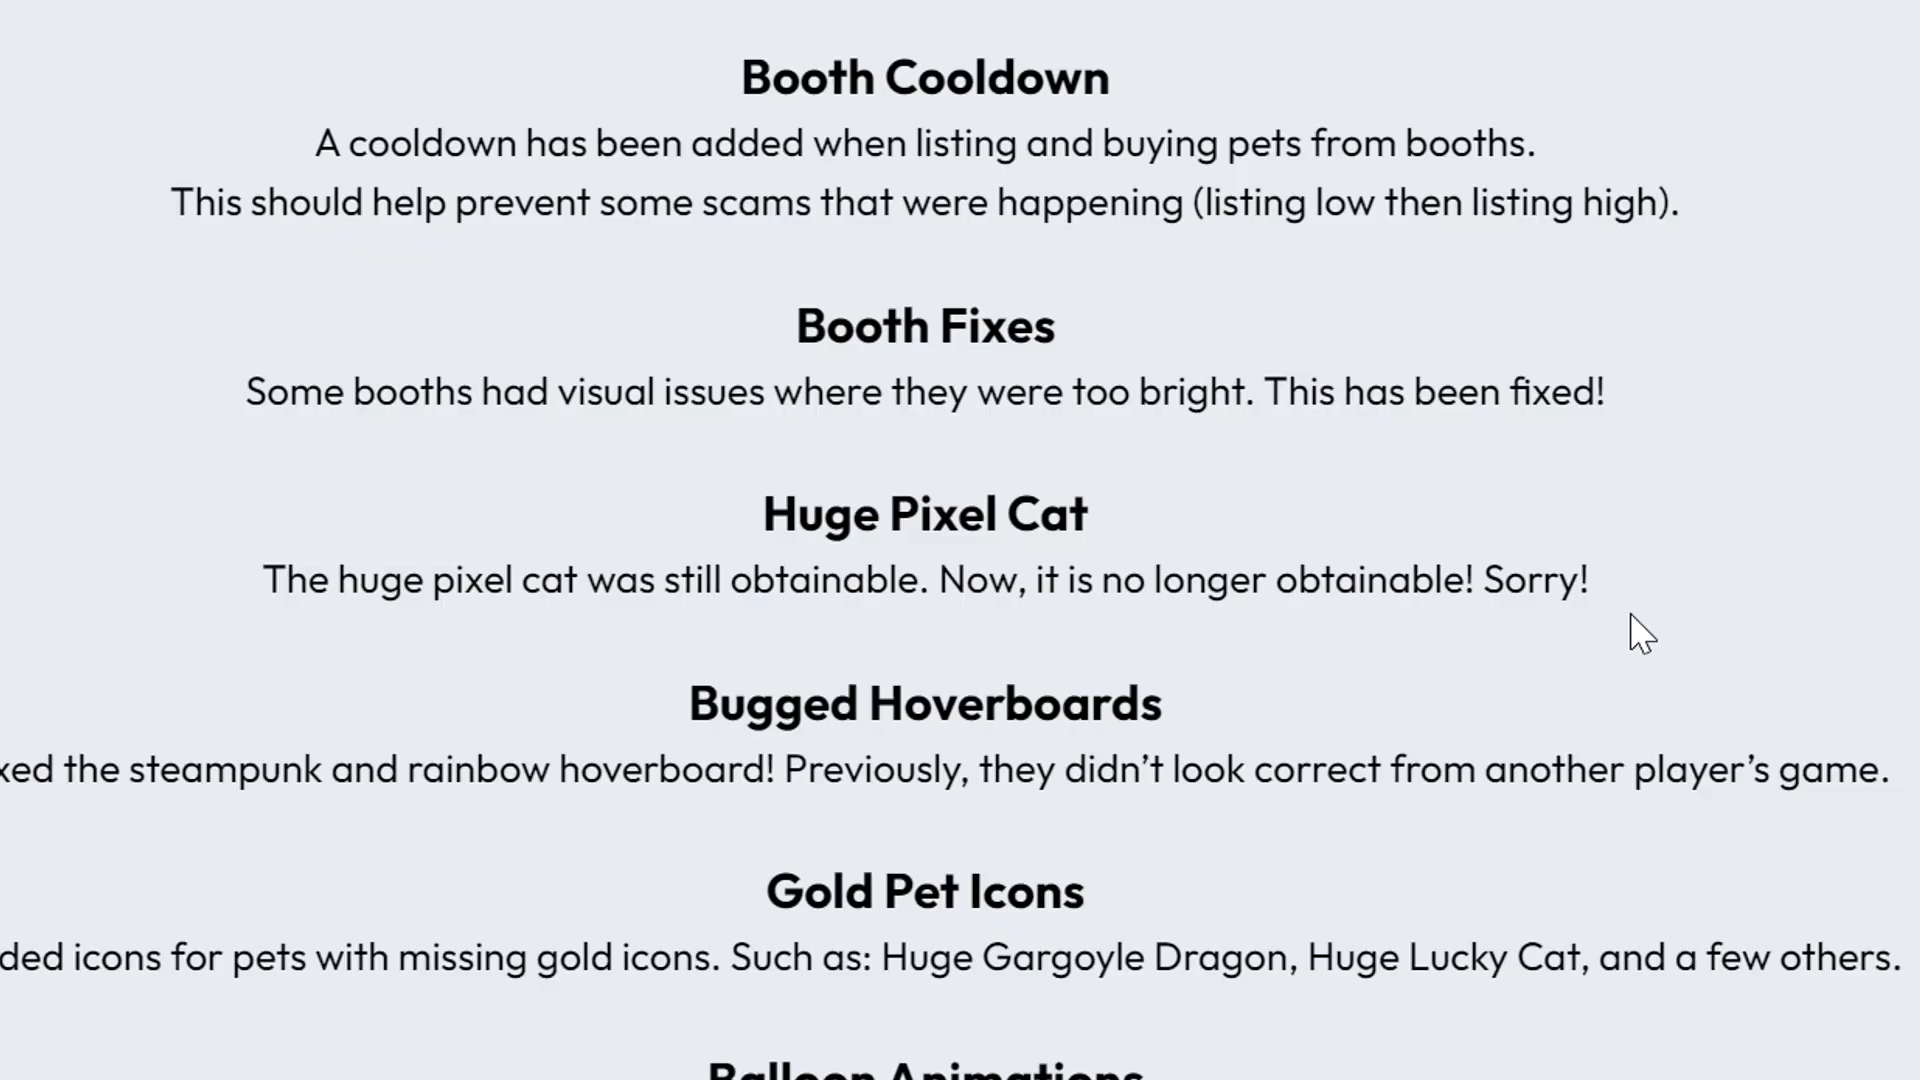 Booth Cooldown
A cooldown has been added when listing and buying pets from booths.
This should help prevent some scams that were happening (listing low then listing high).
Booth Fixes
Some booths had visual issues where they were too bright. This has been fixed!
Huge Pixel Cat
The huge pixel cat was still obtainable. Now, it is no longer obtainable! Sorry!
Bugged Hoverboards
xed the steampunk and rainbow hoverboard! Previously, they didn’t look correct from another player’s game.
Gold Pet Icons
ded icons for pets with missing gold icons. Such as: Huge Gargoyle Dragon, Huge Lucky Cat, and a few others.
Balloon Animations